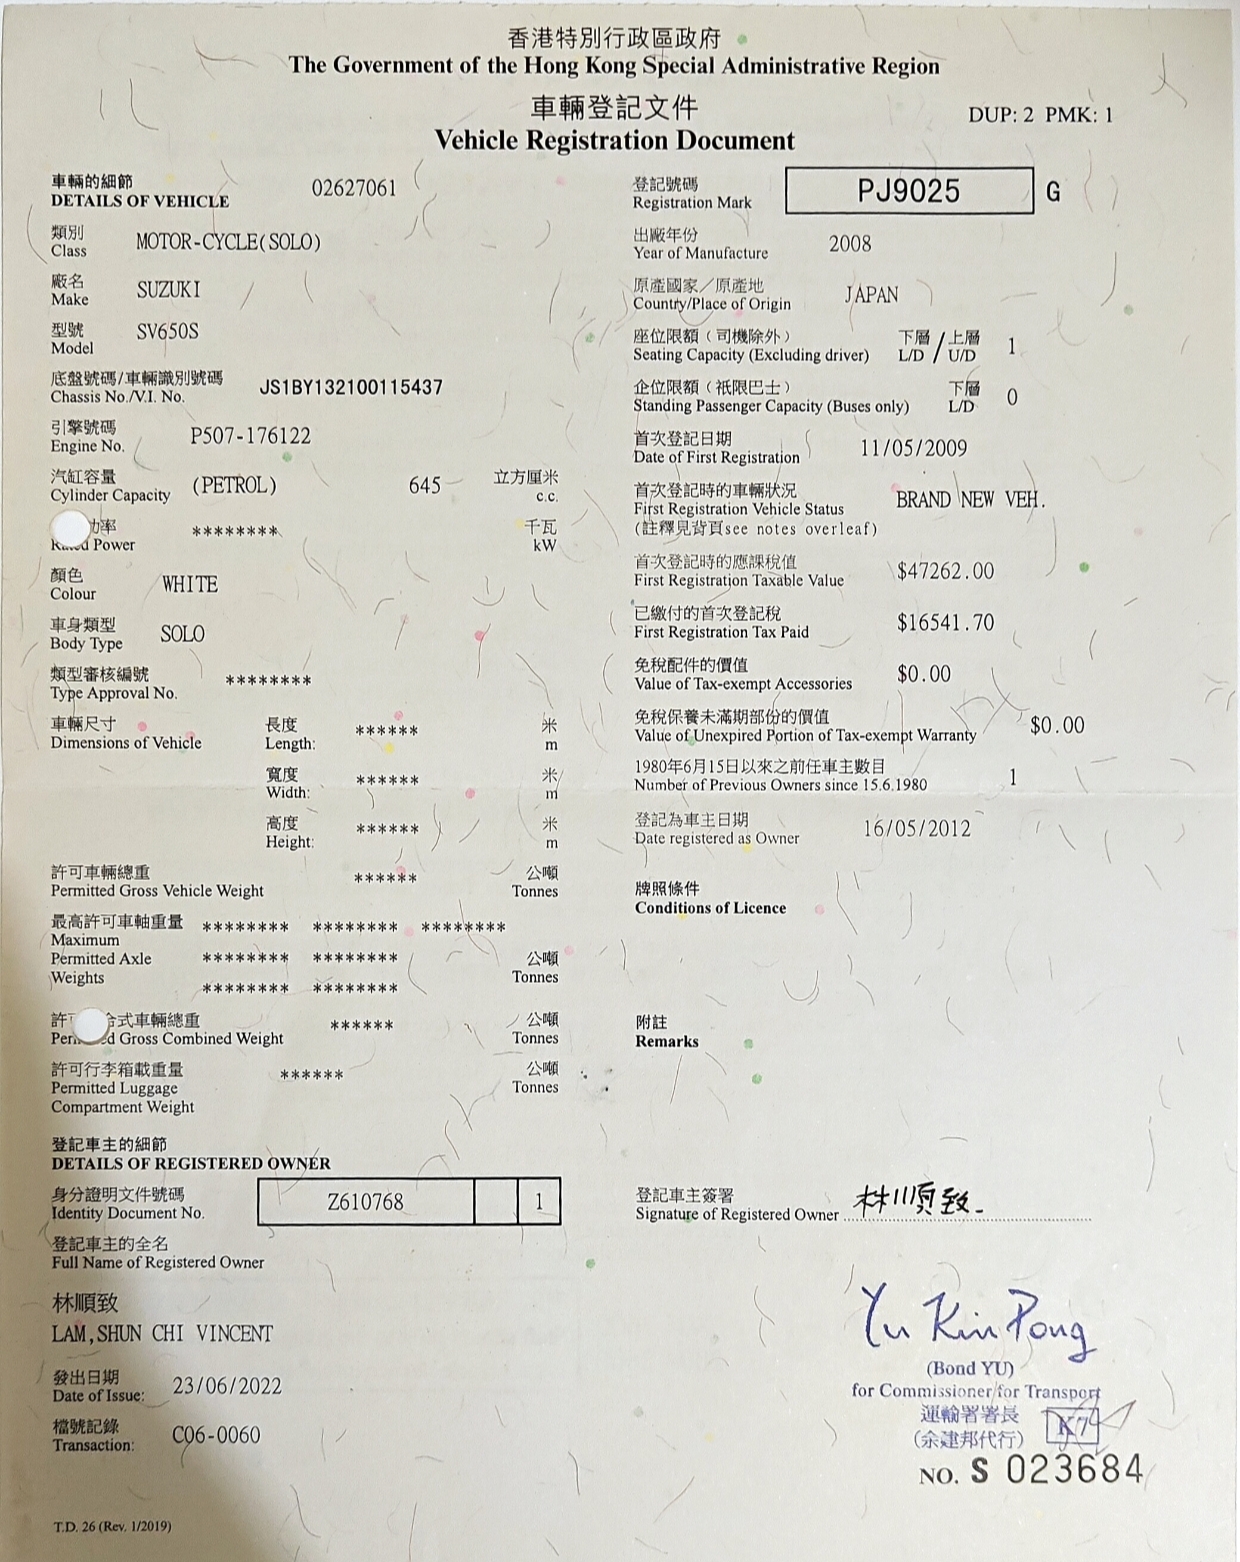 香港特別行政區政府
The Government of the Hong Kong Special Administrative Region
車輛登記文件
Vehicle Registration Document
DUP: 2 PMK: 1
車輛的細節
DETAILS OF VEHICLE
02627061
類別
Class
MOTOR-CYCLE(SOLO)
廠名
Make
SUZUKI
型號
Model
SV650S
底盤號碼/車輛識別號碼
Chassis No./V.I. No.
JS1BY132100115437
引擎號碼
Engine No.
P507-176122
汽缸容量
Cylinder Capacity
(PETROL) 645
立方厘米
c.c.
功率
Rated Power
********
千瓦
kW
顏色
Colour
WHITE
車身類型
Body Type
SOLO
類型審核編號
Type Approval No.
********
車輛尺寸
Dimensions of Vehicle
長度
Length:
******
米
m
寬度
Width:
******
米
m
高度
Height:
******
米
m
許可車輛總重
Permitted Gross Vehicle Weight
******
公噸
Tonnes
最高許可車軸重量
Maximum
Permitted Axle
Weights
******** ******** ********
******** ********
******** ********
公噸
Tonnes
許可 合式車輛總重
Permitted Gross Combined Weight
******
公噸
Tonnes
許可行李箱載重量
Permitted Luggage
Compartment Weight
******
公噸
Tonnes
登記車主的細節
DETAILS OF REGISTERED OWNER
身分證明文件號碼
Identity Document No.
Z610768 1
登記車主的全名
Full Name of Registered Owner
林順致
LAM,SHUN CHI VINCENT
發出日期
Date of Issue:
23/06/2022
檔號記錄
Transaction:
C06-0060
T.D. 26 (Rev. 1/2019)
登記號碼
Registration Mark
PJ9025 G
出廠年份
Year of Manufacture
2008
原產國家／原產地
Country/Place of Origin
JAPAN
座位限額（司機除外）
Seating Capacity (Excluding driver)
下層 / 上層
L/D / U/D
1
企位限額（祇限巴士）
Standing Passenger Capacity (Buses only)
下層
L/D
0
首次登記日期
Date of First Registration
11/05/2009
首次登記時的車輛狀況
First Registration Vehicle Status
(註釋見背頁see notes overleaf)
BRAND NEW VEH.
首次登記時的應課稅值
First Registration Taxable Value
$47262.00
已繳付的首次登記稅
First Registration Tax Paid
$16541.70
免稅配件的價值
Value of Tax-exempt Accessories
$0.00
免稅保養未滿期部份的價值
Value of Unexpired Portion of Tax-exempt Warranty
$0.00
1980年6月15日以來之前任車主數目
Number of Previous Owners since 15.6.1980
1
登記為車主日期
Date registered as Owner
16/05/2012
牌照條件
Conditions of Licence
附註
Remarks
登記車主簽署
Signature of Registered Owner
林順致
Yu Kin Pong
(Bond YU)
for Commissioner for Transport
運輸署署長
(余建邦代行)
K7
NO. S 023684